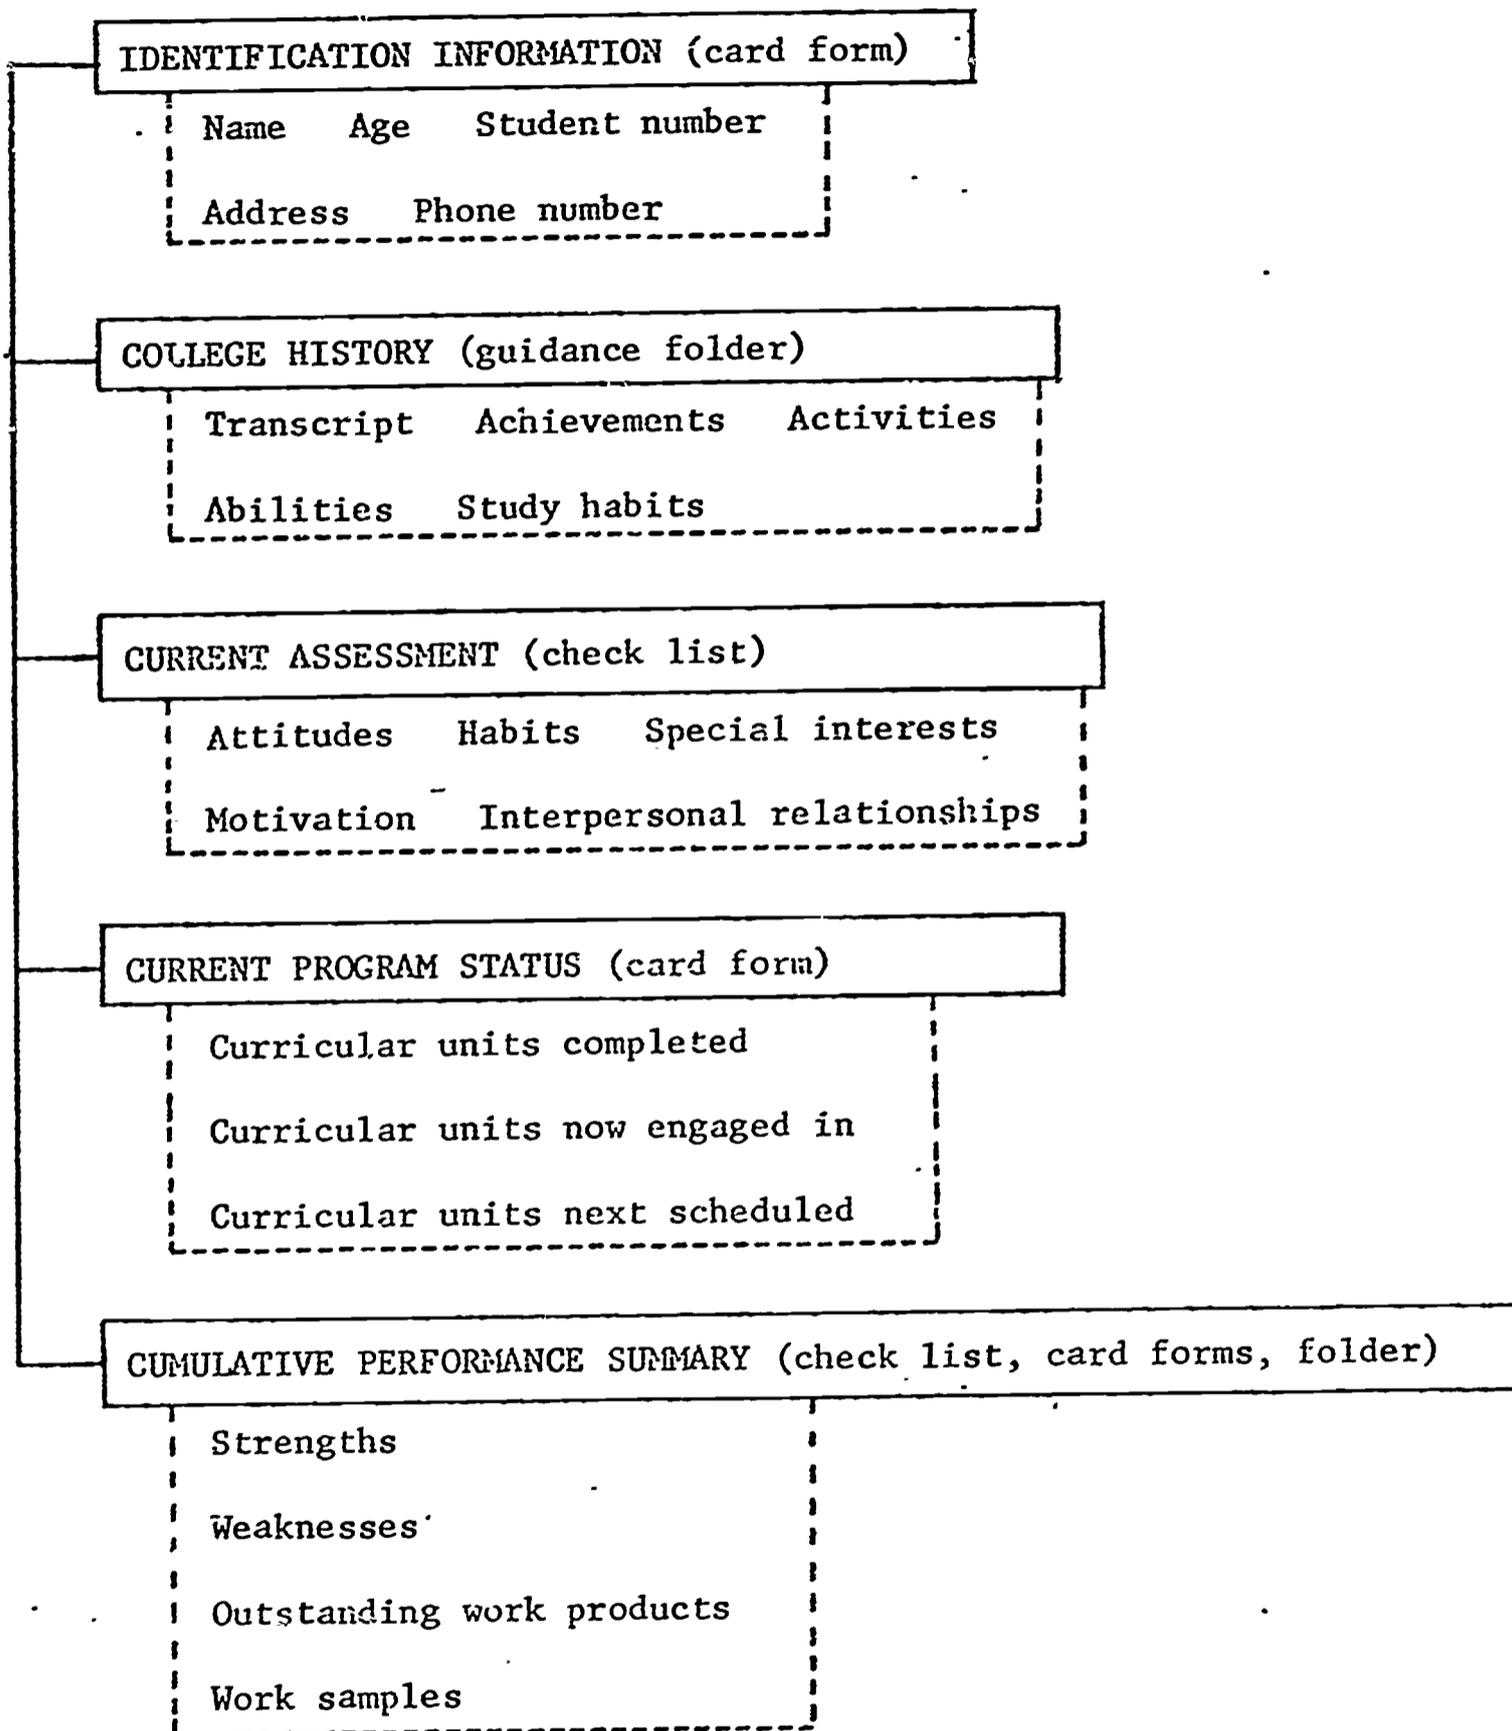 IDENTIFICATION INFORMATION (card form)
Name Age Student number
Address Phone number
COLLEGE HISTORY (guidance folder)
Transcript Achievements Activities
Abilities Study habits
CURRENT ASSESSMENT (check list)
Attitudes Habits Special interests
Motivation Interpersonal relationships
CURRENT PROGRAM STATUS (card form)
Curricular units completed
Curricular units now engaged in
Curricular units next scheduled
CUMULATIVE PERFORMANCE SUMMARY (check list, card forms, folder)
Strengths
Weaknesses
Outstanding work products
Work samples